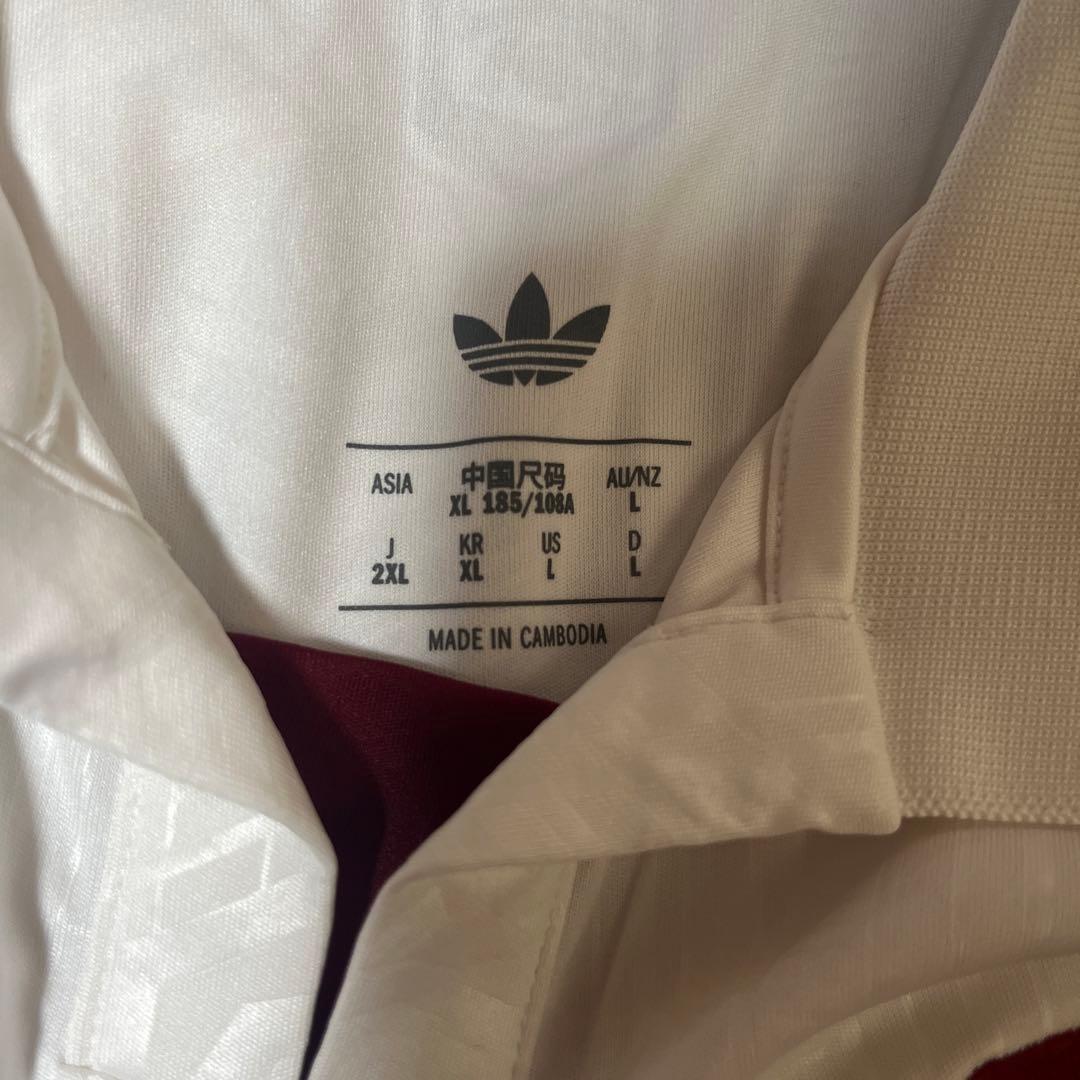 ASIA 中国尺码 AU/NZ
XL 185/108A L
J KR US D
2XL XL L L
MADE IN CAMBODIA